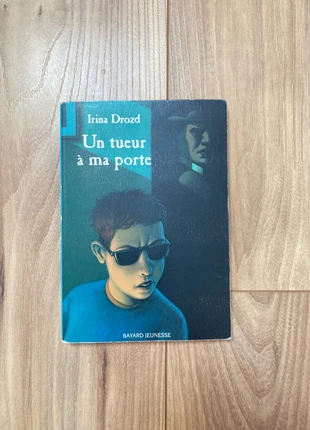 Irina Drozd
Un tueur
à ma porte
BAYARD JEUNESSE